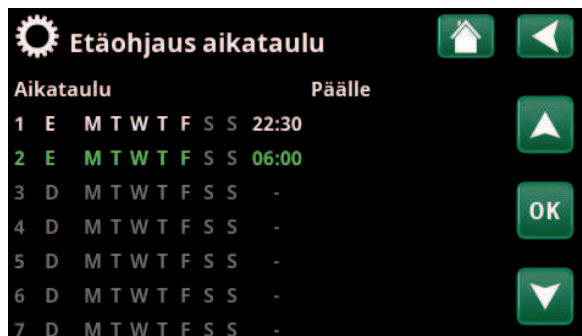 Etäohjaus aikataulu
Aikataulu Päälle
1 E M T W T F S S 22:30
2 E M T W T F S S 06:00
3 D M T W T F S S -
4 D M T W T F S S -
OK
5 D M T W T F S S -
6 D M T W T F S S -
7 D M T W T F S S -